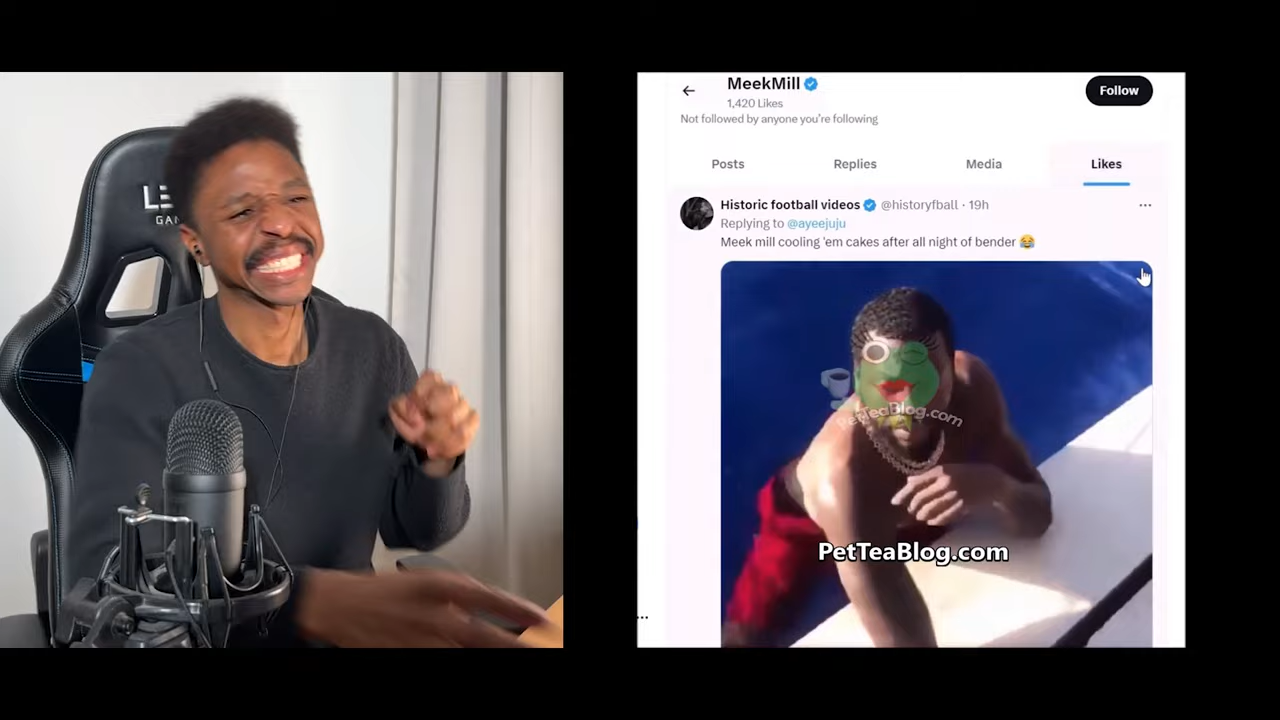 LE
GAN
MeekMill
1,420 Likes
Not followed by anyone you're following
Follow
Posts
Replies
Media
Likes
Historic football videos @historyfball · 19h
Replying to @ayeejuju
Meek mill cooling 'em cakes after all night of bender 😂
PetTeaBlog.com
PetTeaBlog.com